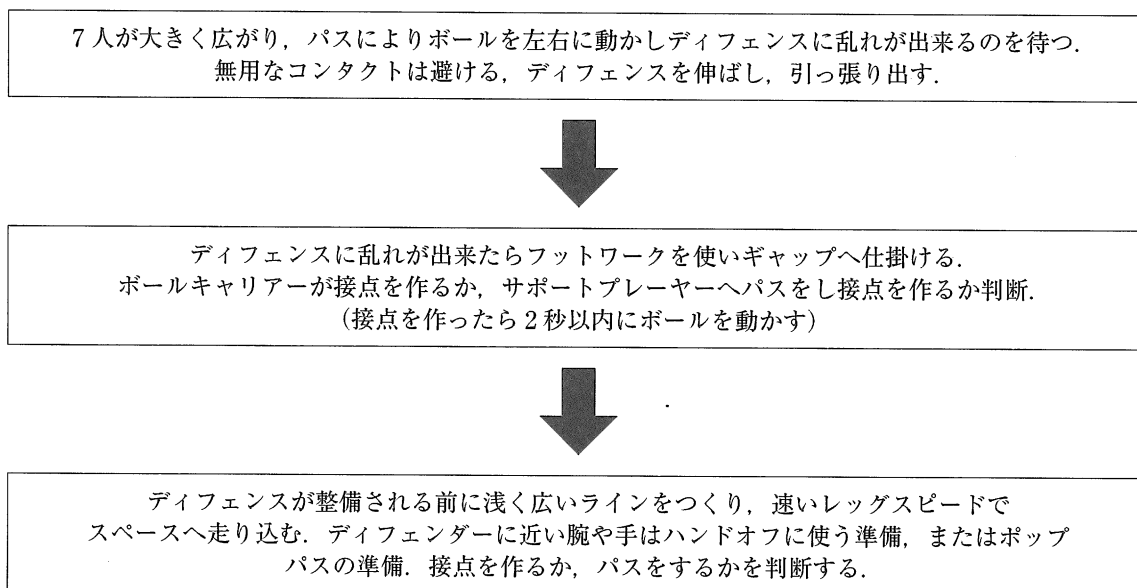 7人が大きく広がり，パスによりボールを左右に動かしディフェンスに乱れが出来るのを待つ．
無用なコンタクトは避ける，ディフェンスを伸ばし，引っ張り出す．
ディフェンスに乱れが出来たらフットワークを使いギャップへ仕掛ける．
ボールキャリアーが接点を作るか，サポートプレーヤーへパスをし接点を作るか判断．
(接点を作ったら2秒以内にボールを動かす)
ディフェンスが整備される前に浅く広いラインをつくり，速いレッグスピードで
スペースへ走り込む．ディフェンダーに近い腕や手はハンドオフに使う準備，またはポップ
パスの準備．接点を作るか，パスをするかを判断する．